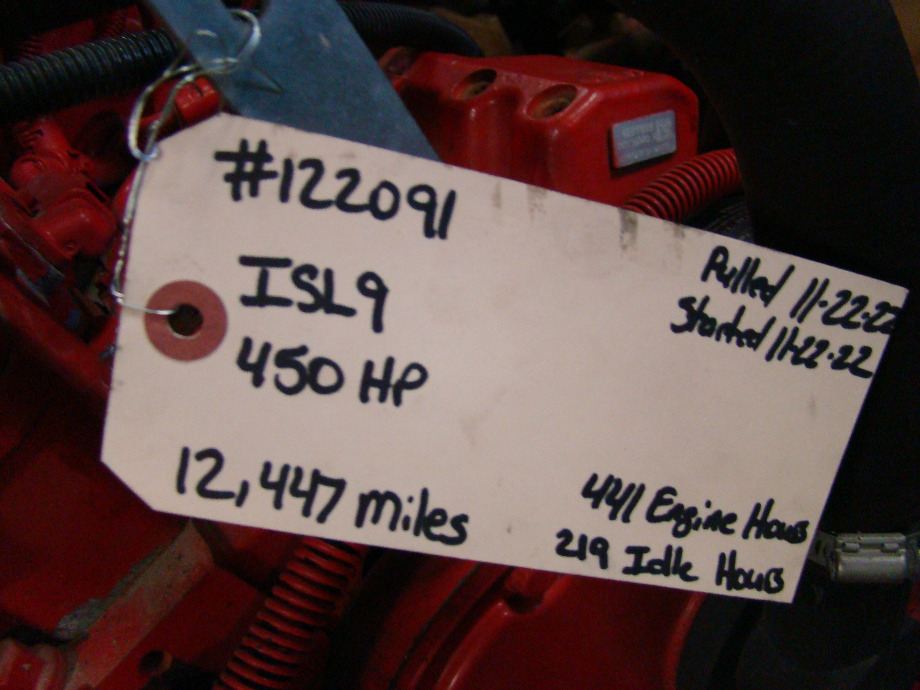 #122091
ISL9
450 HP
12,447 miles
Pulled 11-22-22
Started 11-22-22
441 Engine Hours
219 Idle Hours